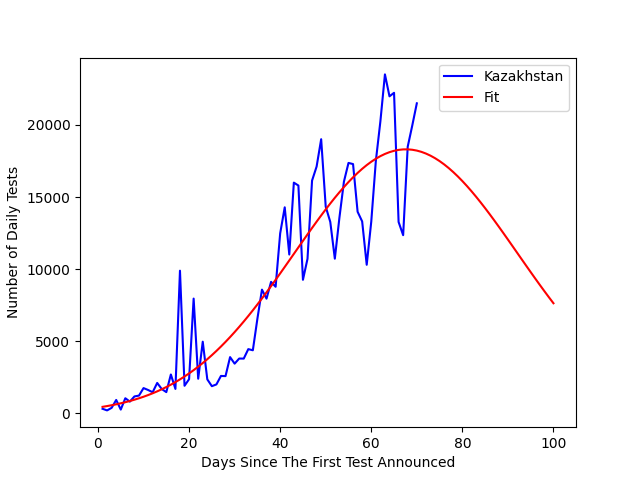 Kazakhstan
Fit
Number of Daily Tests
20000
15000
10000
5000
0
0 20 40 60 80 100
Days Since The First Test Announced